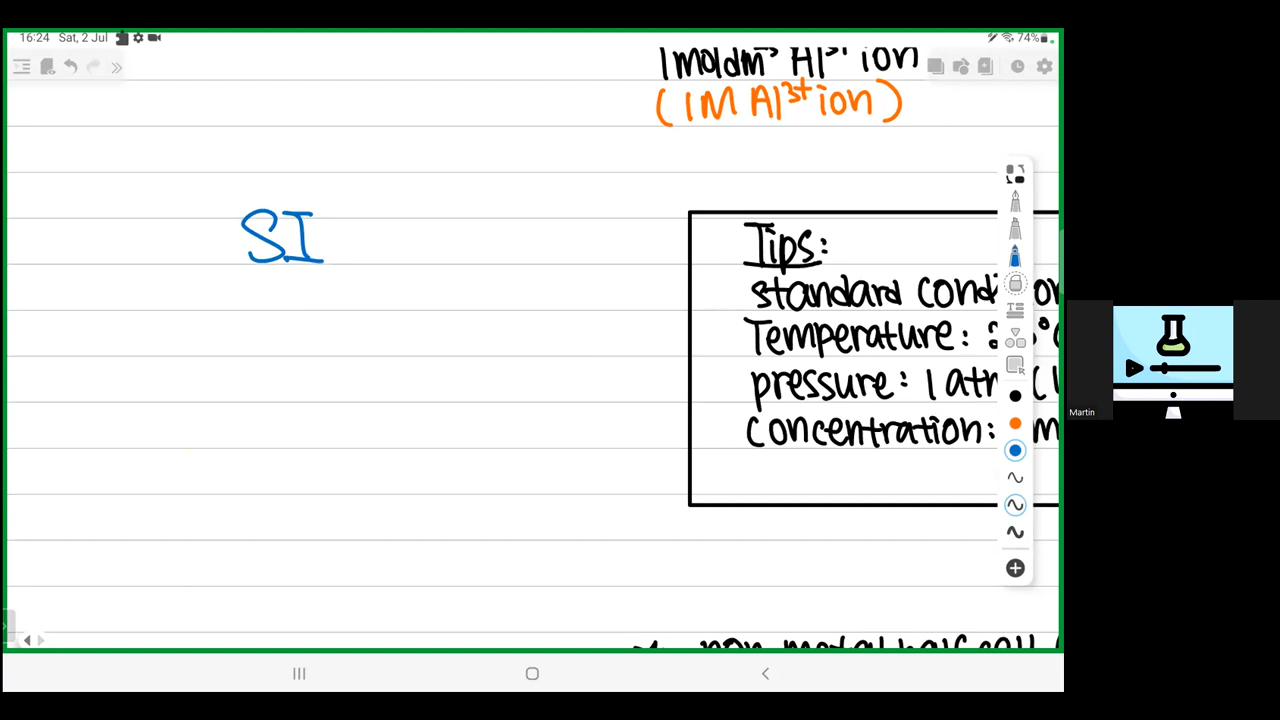 16:24 Sat, 2 Jul
74%
1moldm⁻³ Al³⁺ ion
(1M Al³⁺ ion)
SI
Tips:
standard condi
Temperature:
pressure: 1 atm
concentration:
Martin